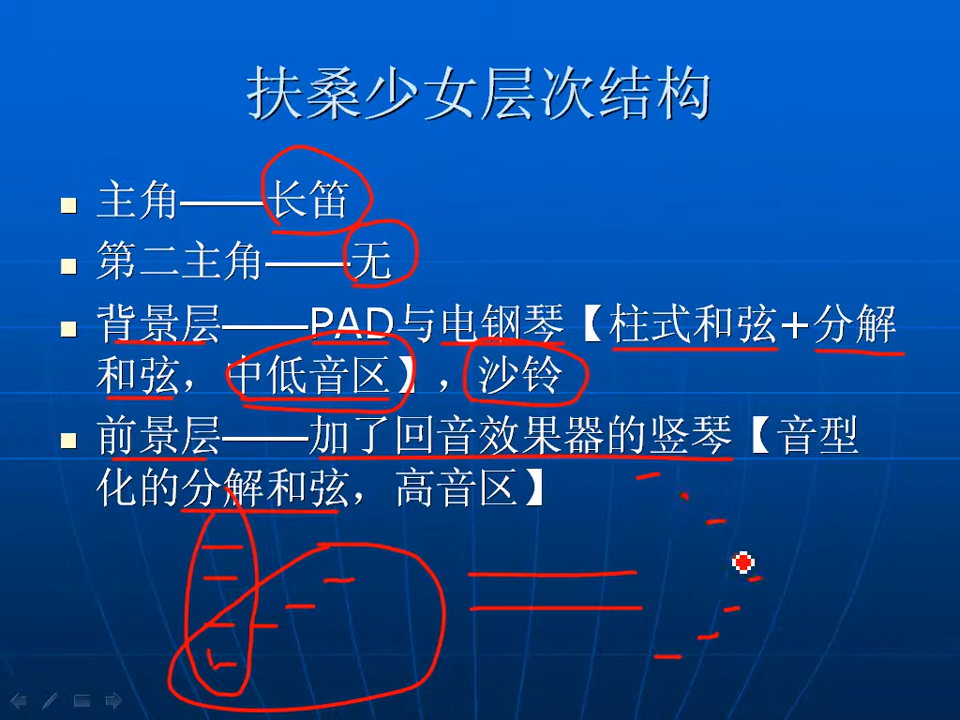 扶桑少女层次结构
主角——长笛
第二主角——无
背景层——PAD与电钢琴【柱式和弦+分解
和弦，中低音区】，沙铃
前景层——加了回音效果器的竖琴【音型
化的分解和弦，高音区】